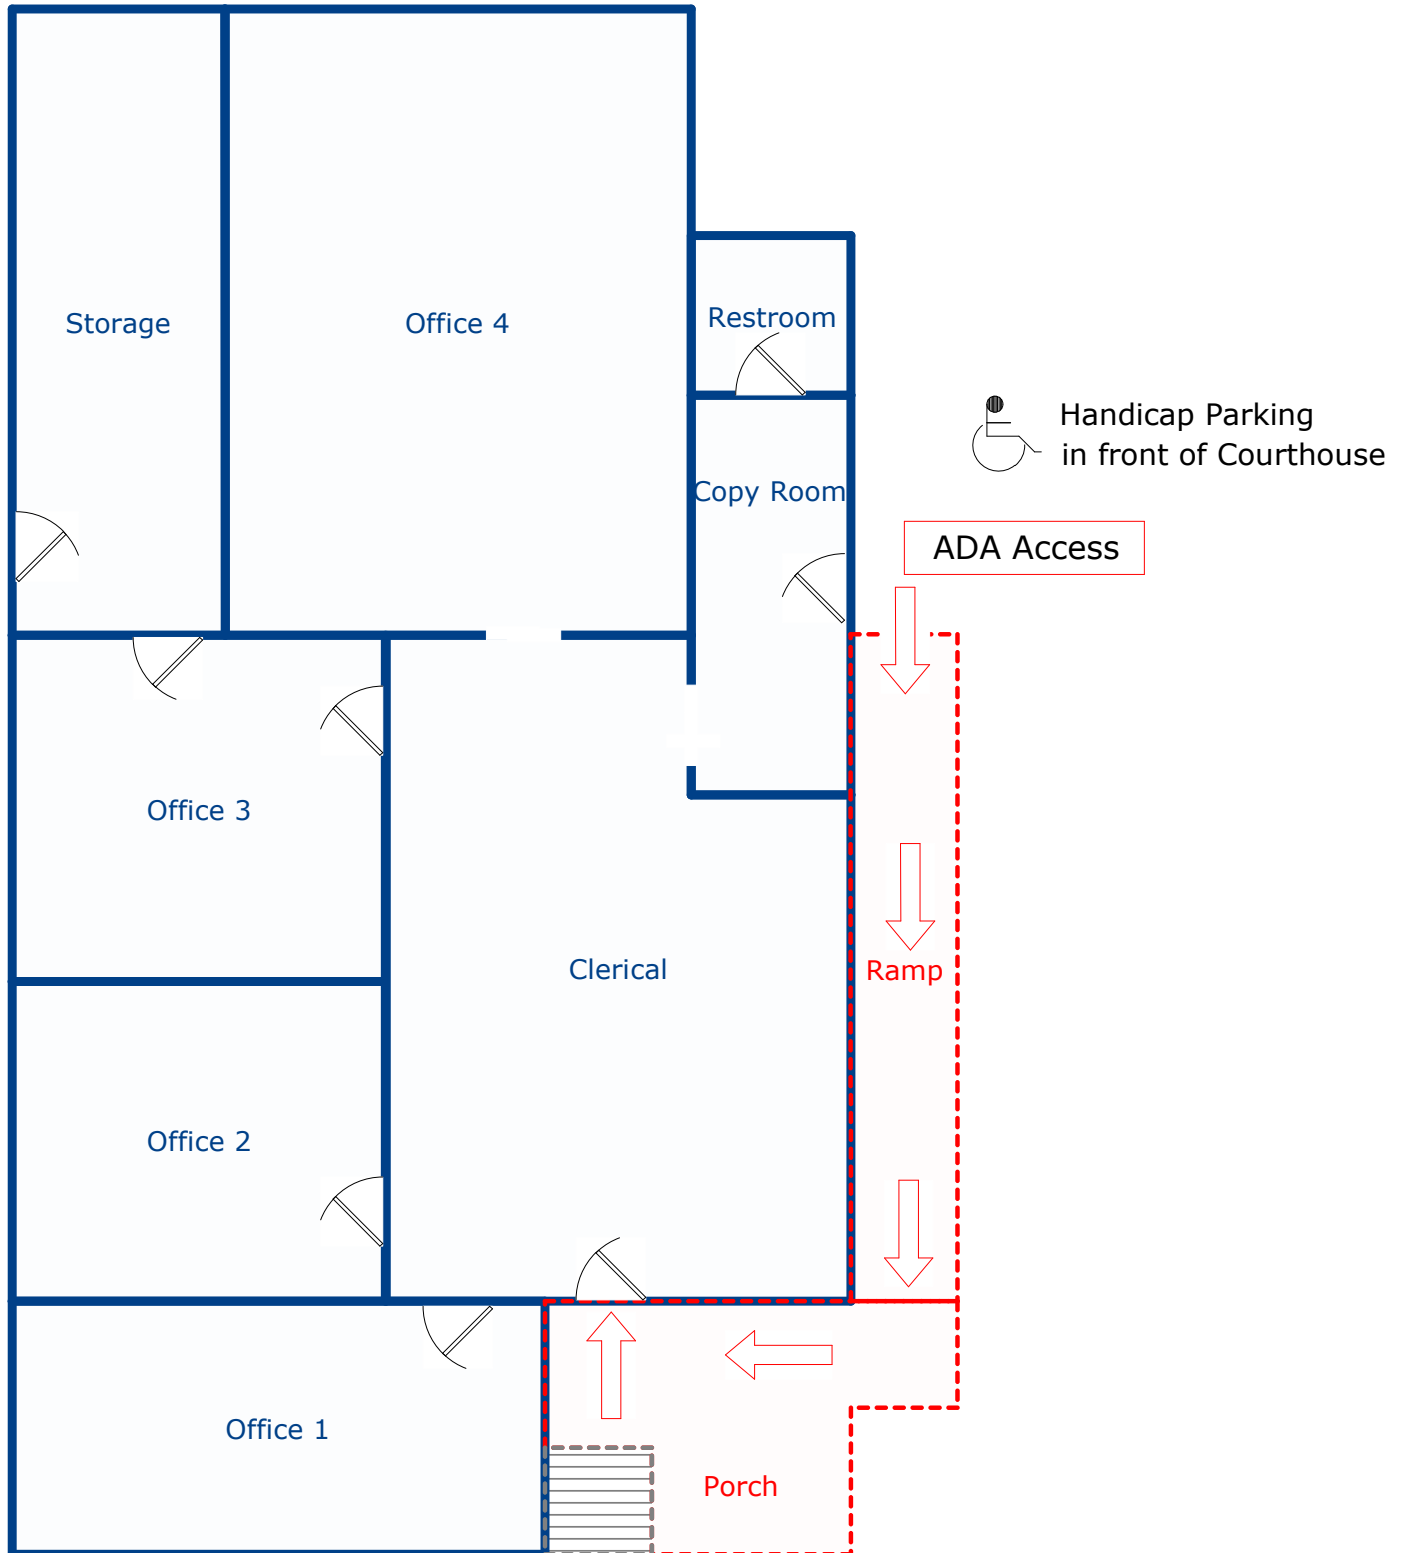 Storage
Office 4
Restroom
Handicap Parking
in front of Courthouse
Copy Room
ADA Access
Office 3
Clerical
Ramp
Office 2
Office 1
Porch